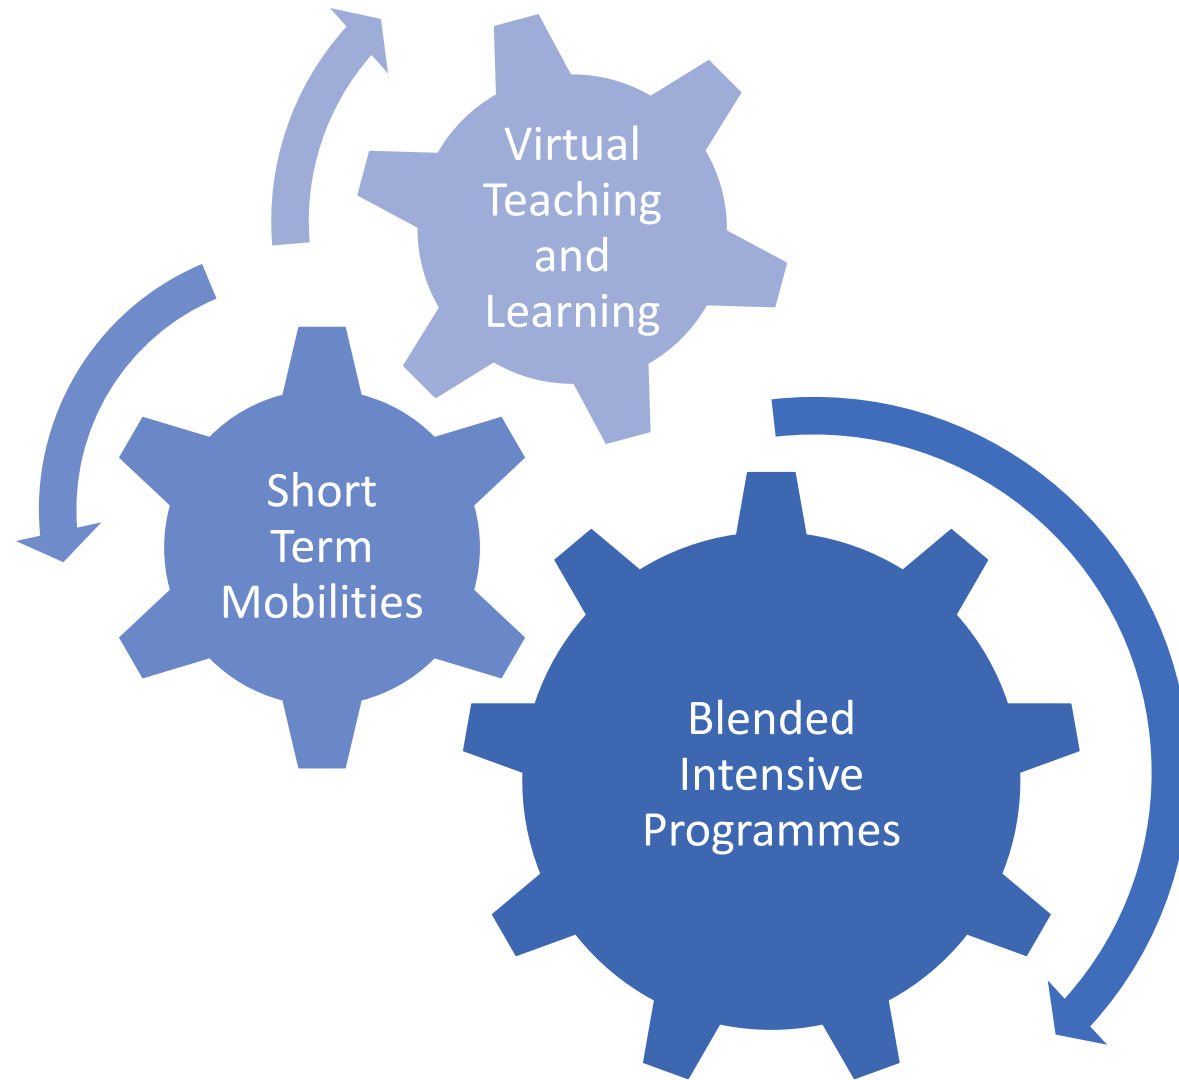 Virtual
Teaching
and
Learning
Short
Term
Mobilities
Blended
Intensive
Programmes